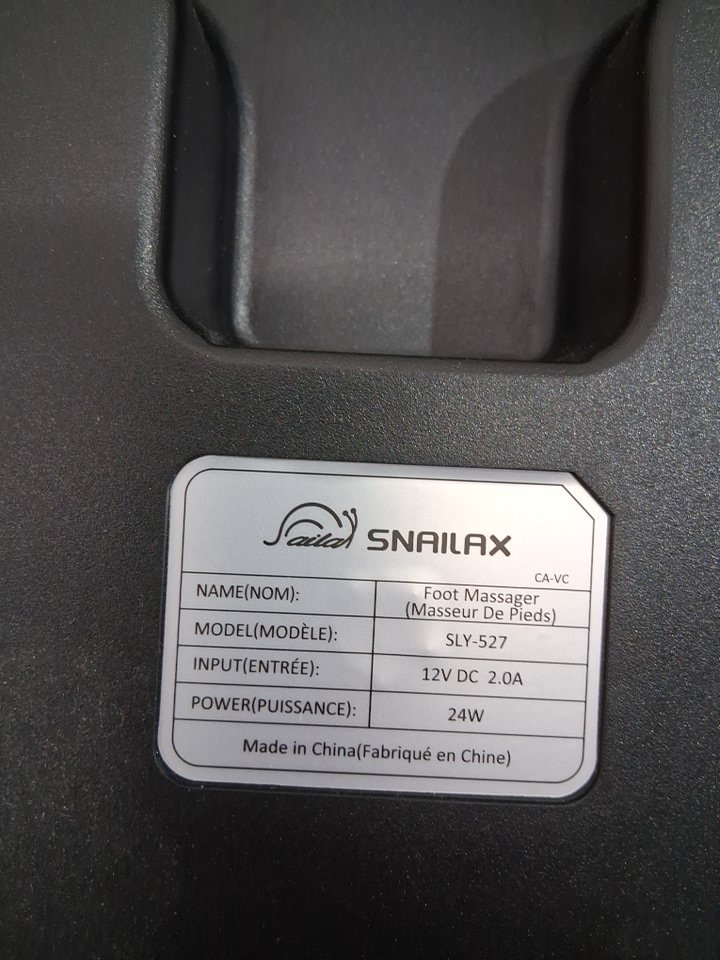 Snailax SNAILAX
CA-VC
NAME(NOM): Foot Massager
(Masseur De Pieds)
MODEL(MODÈLE): SLY-527
INPUT(ENTRÉE): 12V DC 2.0A
POWER(PUISSANCE): 24W
Made in China(Fabriqué en Chine)